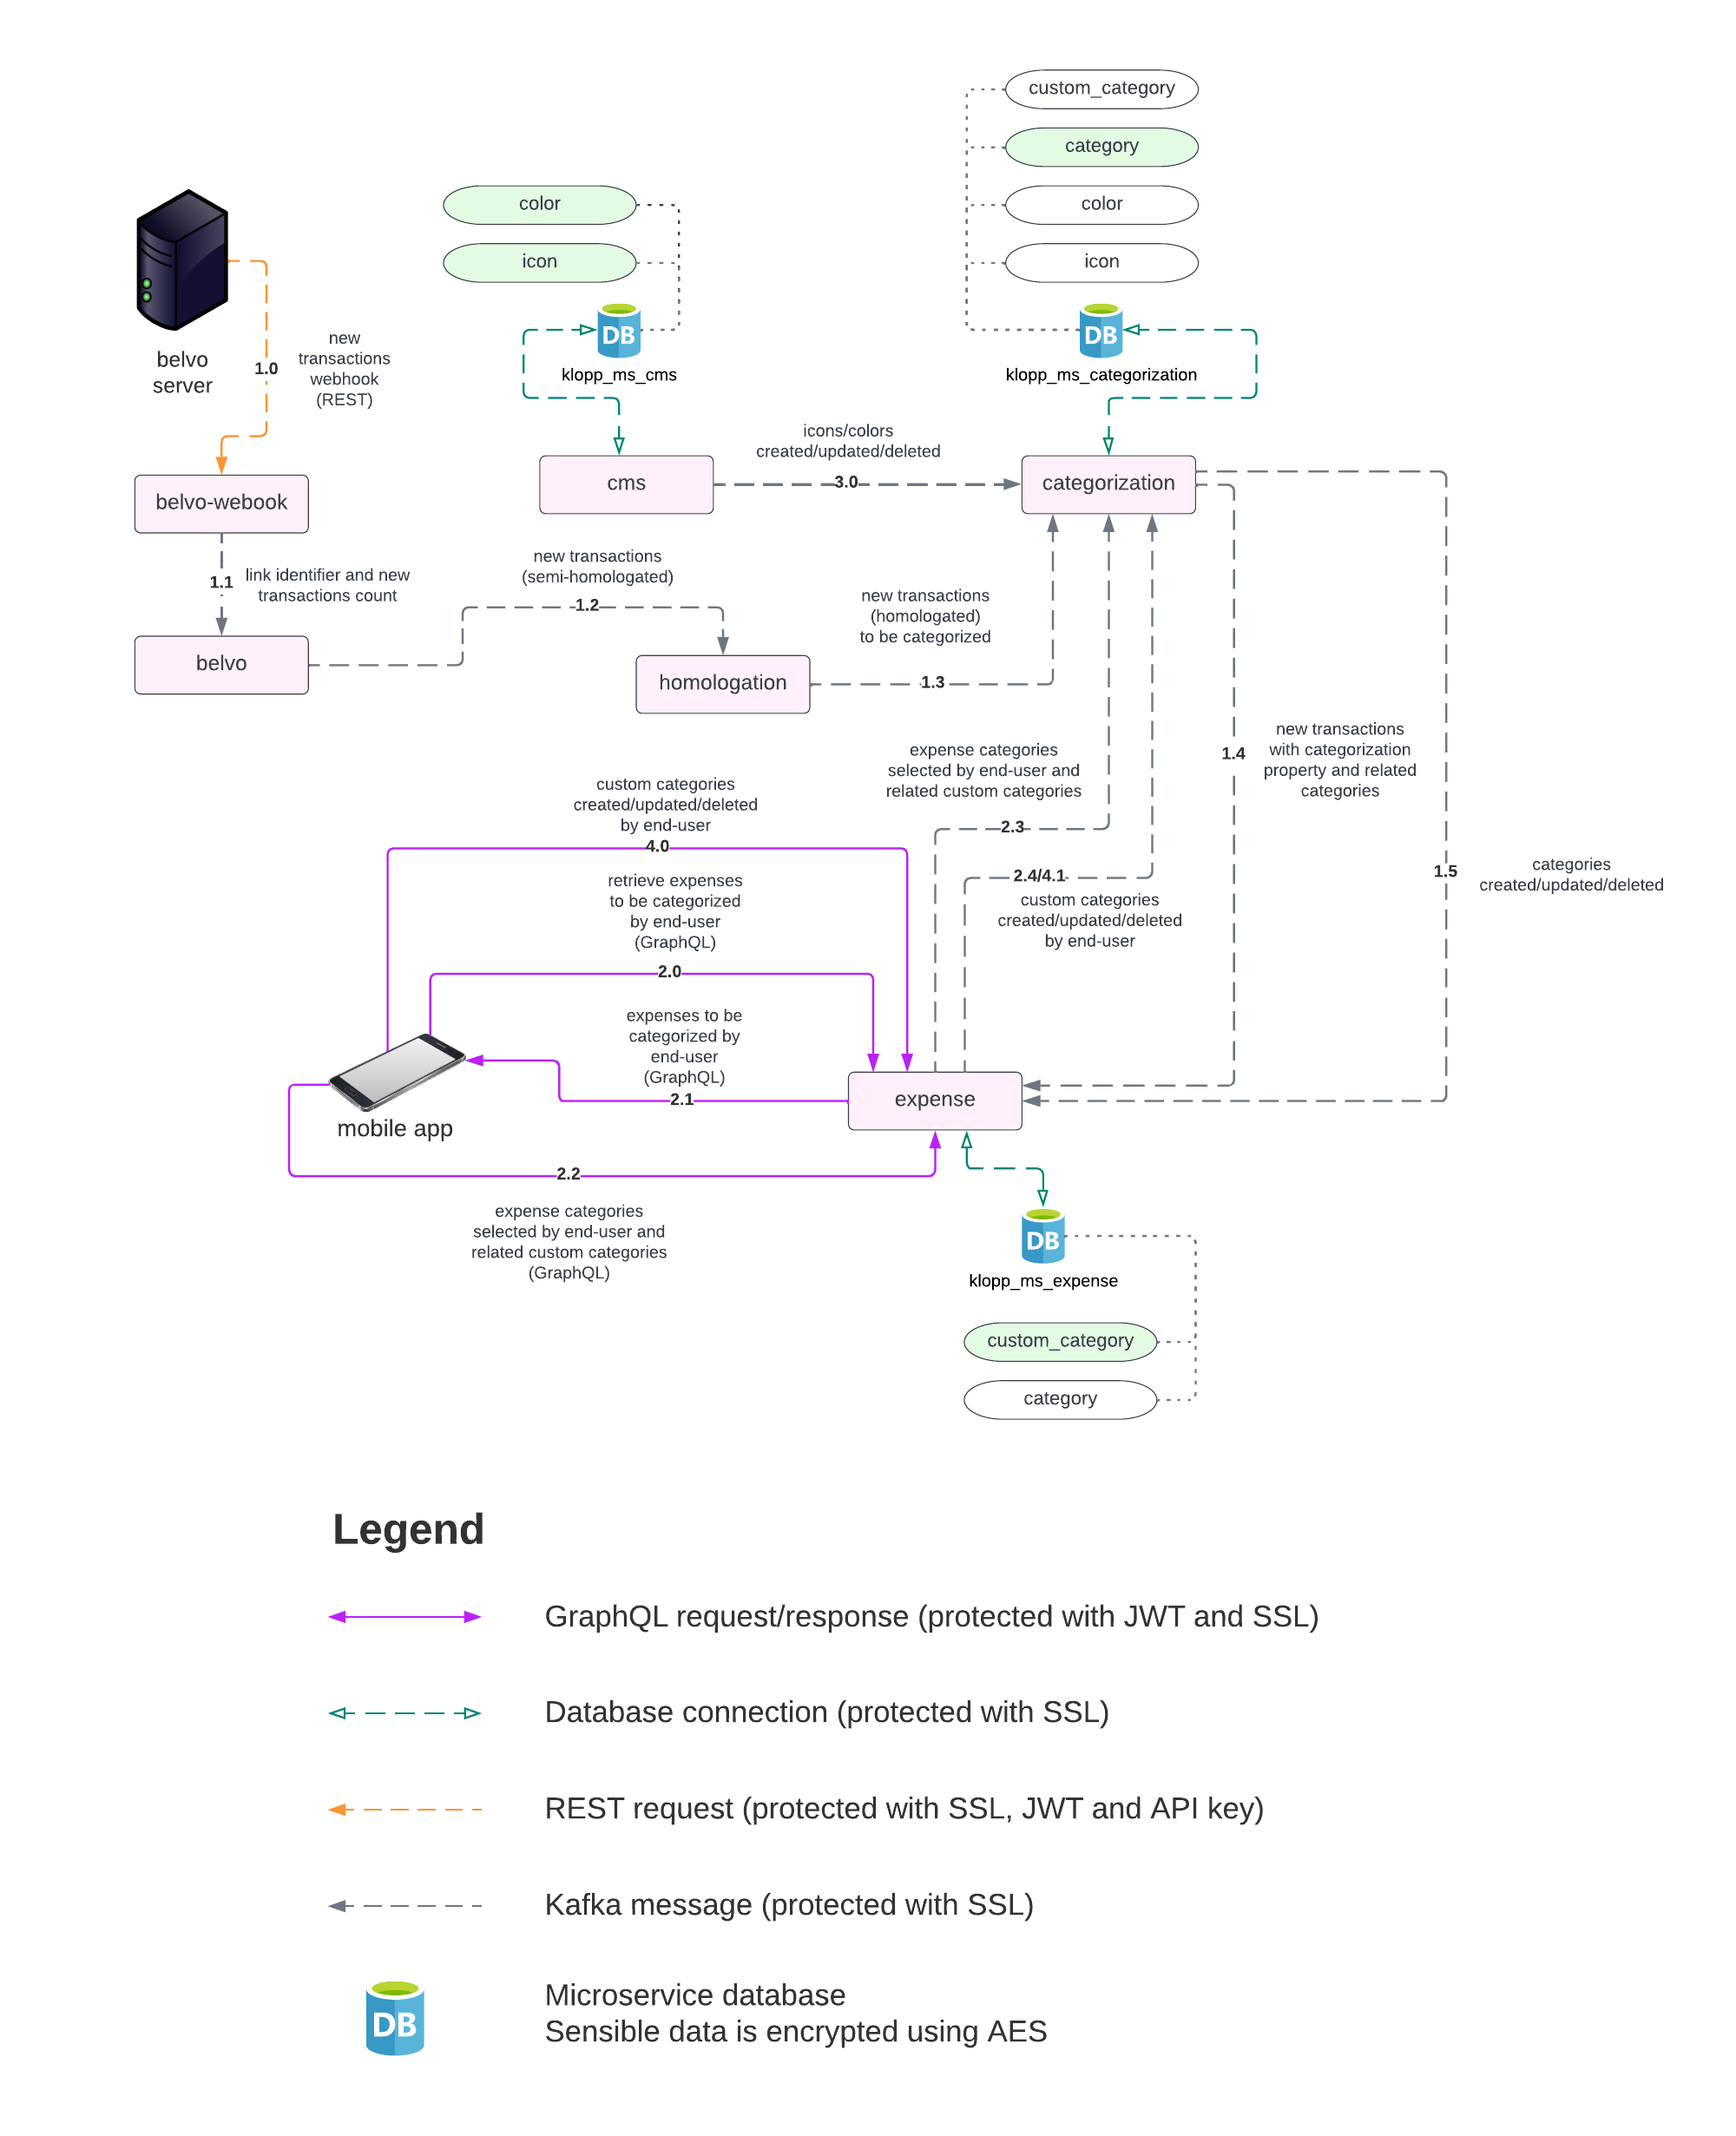 custom_category
category
color
icon
color
icon
DB
klopp_ms_cms
DB
klopp_ms_categorization
belvo
server
1.0
new
transactions
webhook
(REST)
icons/colors
created/updated/deleted
3.0
cms
categorization
belvo-webook
1.1
link identifier and new
transactions count
new transactions
(semi-homologated)
1.2
belvo
homologation
new transactions
(homologated)
to be categorized
1.3
expense categories
selected by end-user and
related custom categories
2.3
1.4
new transactions
with categorization
property and related
categories
custom categories
created/updated/deleted
by end-user
4.0
2.4/4.1
custom categories
created/updated/deleted
by end-user
1.5
categories
created/updated/deleted
retrieve expenses
to be categorized
by end-user
(GraphQL)
2.0
expenses to be
categorized by
end-user
(GraphQL)
2.1
expense
mobile app
2.2
expense categories
selected by end-user and
related custom categories
(GraphQL)
DB
klopp_ms_expense
custom_category
category
Legend
GraphQL request/response (protected with JWT and SSL)
Database connection (protected with SSL)
REST request (protected with SSL, JWT and API key)
Kafka message (protected with SSL)
DB
Microservice database
Sensible data is encrypted using AES